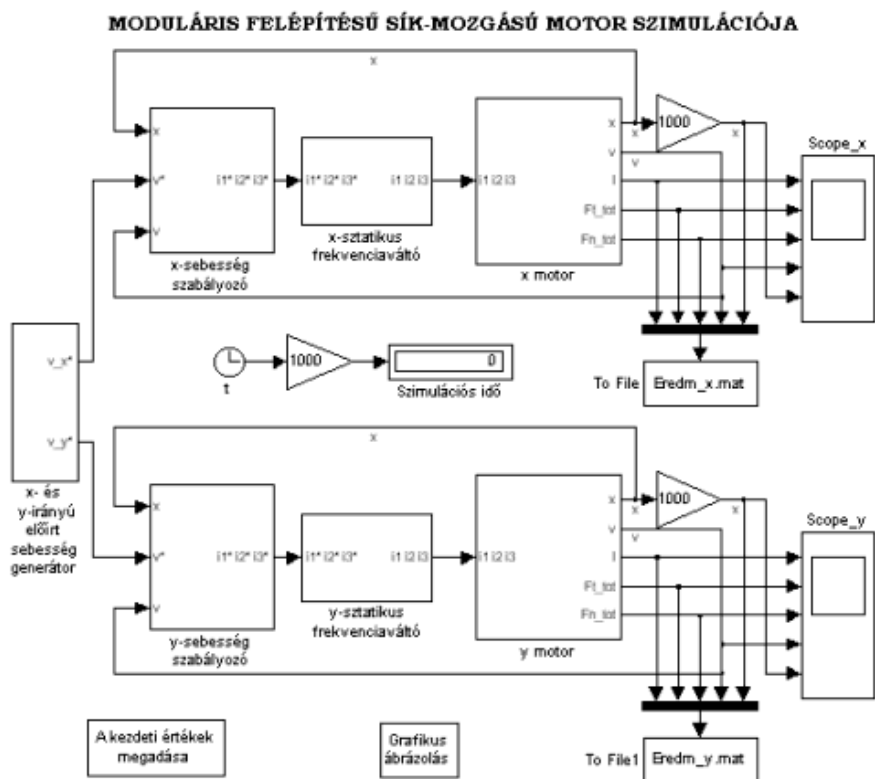 MODULÁRIS FELÉPÍTÉSŰ SÍK-MOZGÁSÚ MOTOR SZIMULÁCIÓJA
x
x
v*
v
i1* i2* i3*
x-sebesség
szabályozó
i1* i2* i3*
i1 i2 i3
x-sztatikus
frekvenciaváltó
i1 i2 i3
x
v
I
Ft_tot
Fn_tot
x motor
x
v
1000
x
Scope_x
To File
Eredm_x.mat
v_x*
v_y*
x- és
y-irányú
előírt
sebesség
generátor
t
1000
0
Szimulációs idő
x
x
v*
v
i1* i2* i3*
y-sebesség
szabályozó
i1* i2* i3*
i1 i2 i3
y-sztatikus
frekvenciaváltó
i1 i2 i3
x
v
I
Ft_tot
Fn_tot
y motor
x
v
1000
x
Scope_y
To File1
Eredm_y.mat
A kezdeti értékek
megadása
Grafikus
ábrázolás